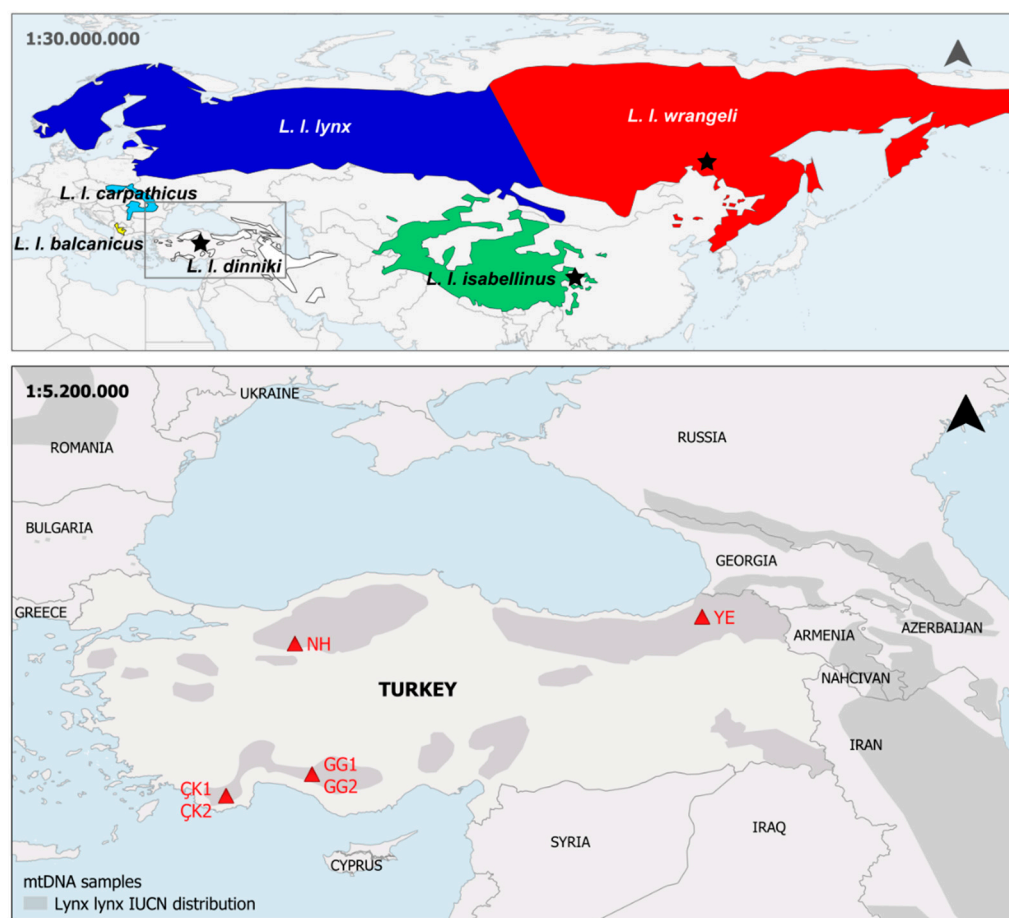 1:30.000.000
L. l. lynx
L. l. wrangeli
L. l. carpathicus
L. l. balcanicus
L. l. dinniki
L. l. isabellinus
1:5.200.000
UKRAINE
ROMANIA
RUSSIA
BULGARIA
GEORGIA
GREECE
NH
YE
ARMENIA
AZERBAIJAN
NAHCIVAN
TURKEY
IRAN
GG1
GG2
ÇK1
ÇK2
SYRIA
IRAQ
CYPRUS
mtDNA samples
Lynx lynx IUCN distribution